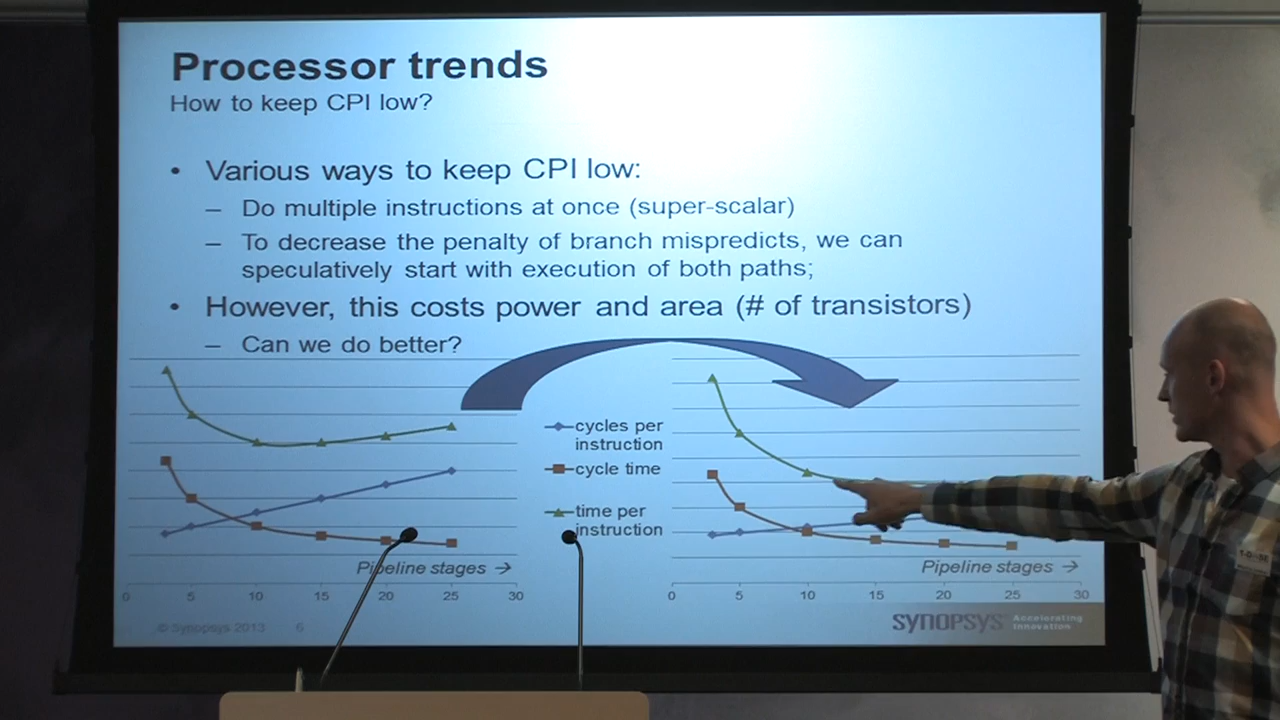 Processor trends
How to keep CPI low?
• Various ways to keep CPI low:
– Do multiple instructions at once (super-scalar)
– To decrease the penalty of branch mispredicts, we can
speculatively start with execution of both paths;
• However, this costs power and area (# of transistors)
– Can we do better?
cycles per
instruction
cycle time
time per
instruction
Pipeline stages →
0 5 10 15 20 25 30
Pipeline stages →
0 5 10 15 20 25 30
© Synopsys 2013 6
SYNOPSYS Accelerating
Innovation